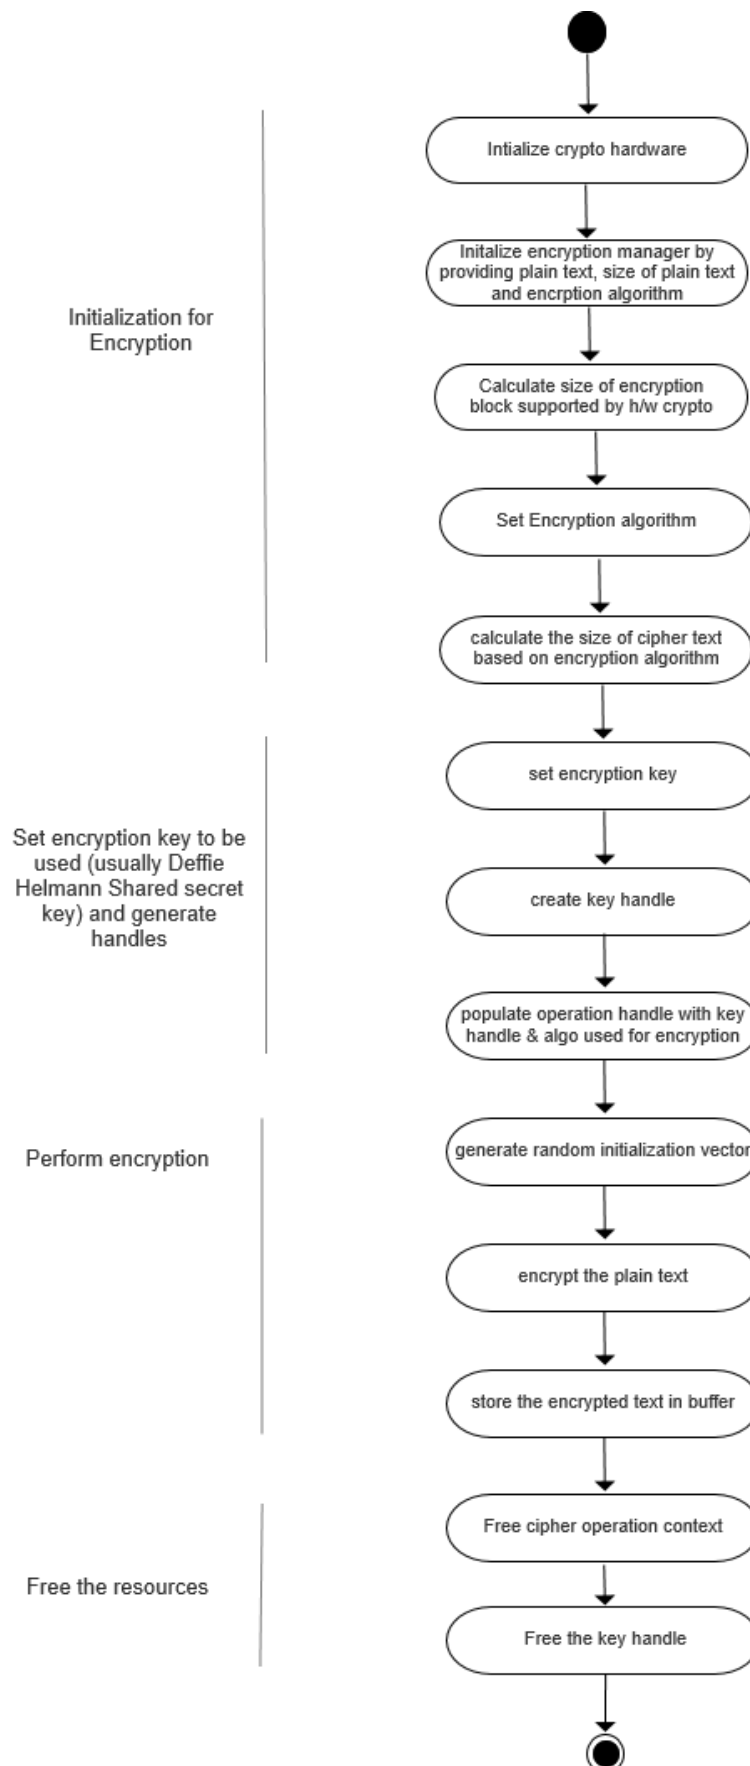 Intialize crypto hardware
Initalize encryption manager by
providing plain text, size of plain text
and encrption algorithm
Initialization for
Encryption
Calculate size of encryption
block supported by h/w crypto
Set Encryption algorithm
calculate the size of cipher text
based on encryption algorithm
set encryption key
Set encryption key to be
used (usually Deffie
Helmann Shared secret
key) and generate
handles
create key handle
populate operation handle with key
handle & algo used for encryption
Perform encryption
generate random initialization vector
encrypt the plain text
store the encrypted text in buffer
Free cipher operation context
Free the resources
Free the key handle